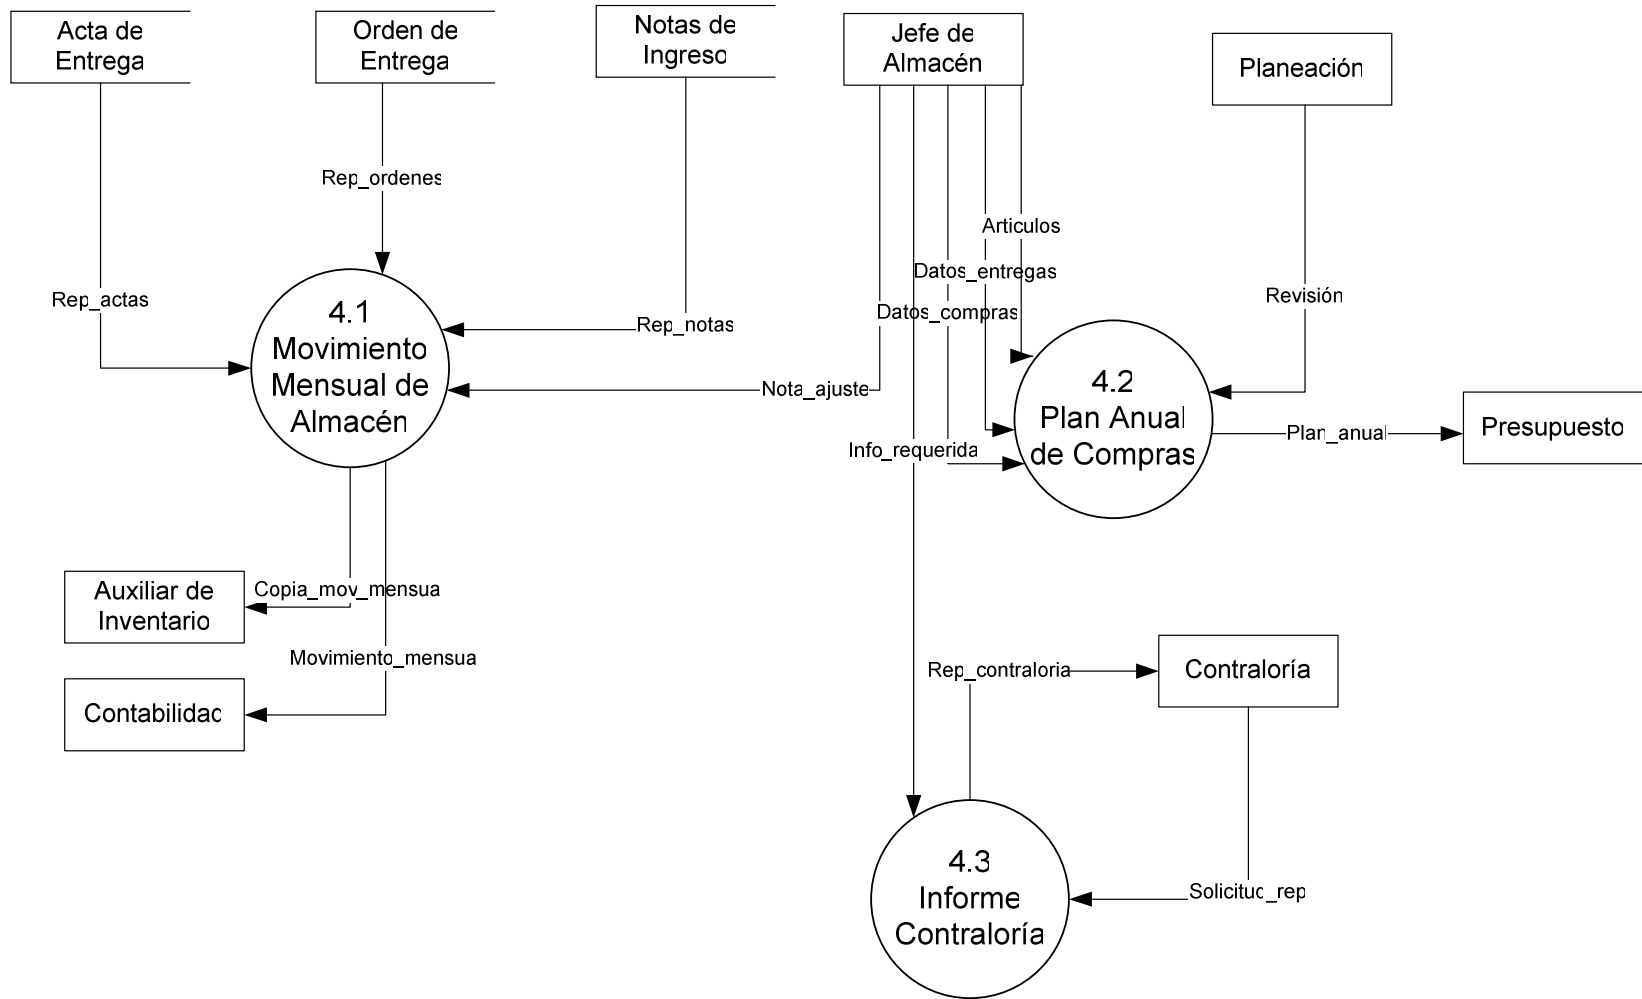 Acta de
Entrega
Orden de
Entrega
Notas de
Ingreso
Jefe de
Almacén
Planeación
Rep_ordenes
Articulos
Datos_entregas
Rep_actas
Revisión
Datos_compras
Rep_notas
4.1
Movimiento
Mensual de
Almacén
Nota_ajuste
4.2
Plan Anual
de Compras
Plan_anual
Presupuesto
Info_requerida
Auxiliar de
Inventario
Copia_mov_mensua
Movimiento_mensua
Contabilidad
Rep_contraloria
Contraloría
4.3
Informe
Contraloría
Solicitud_rep